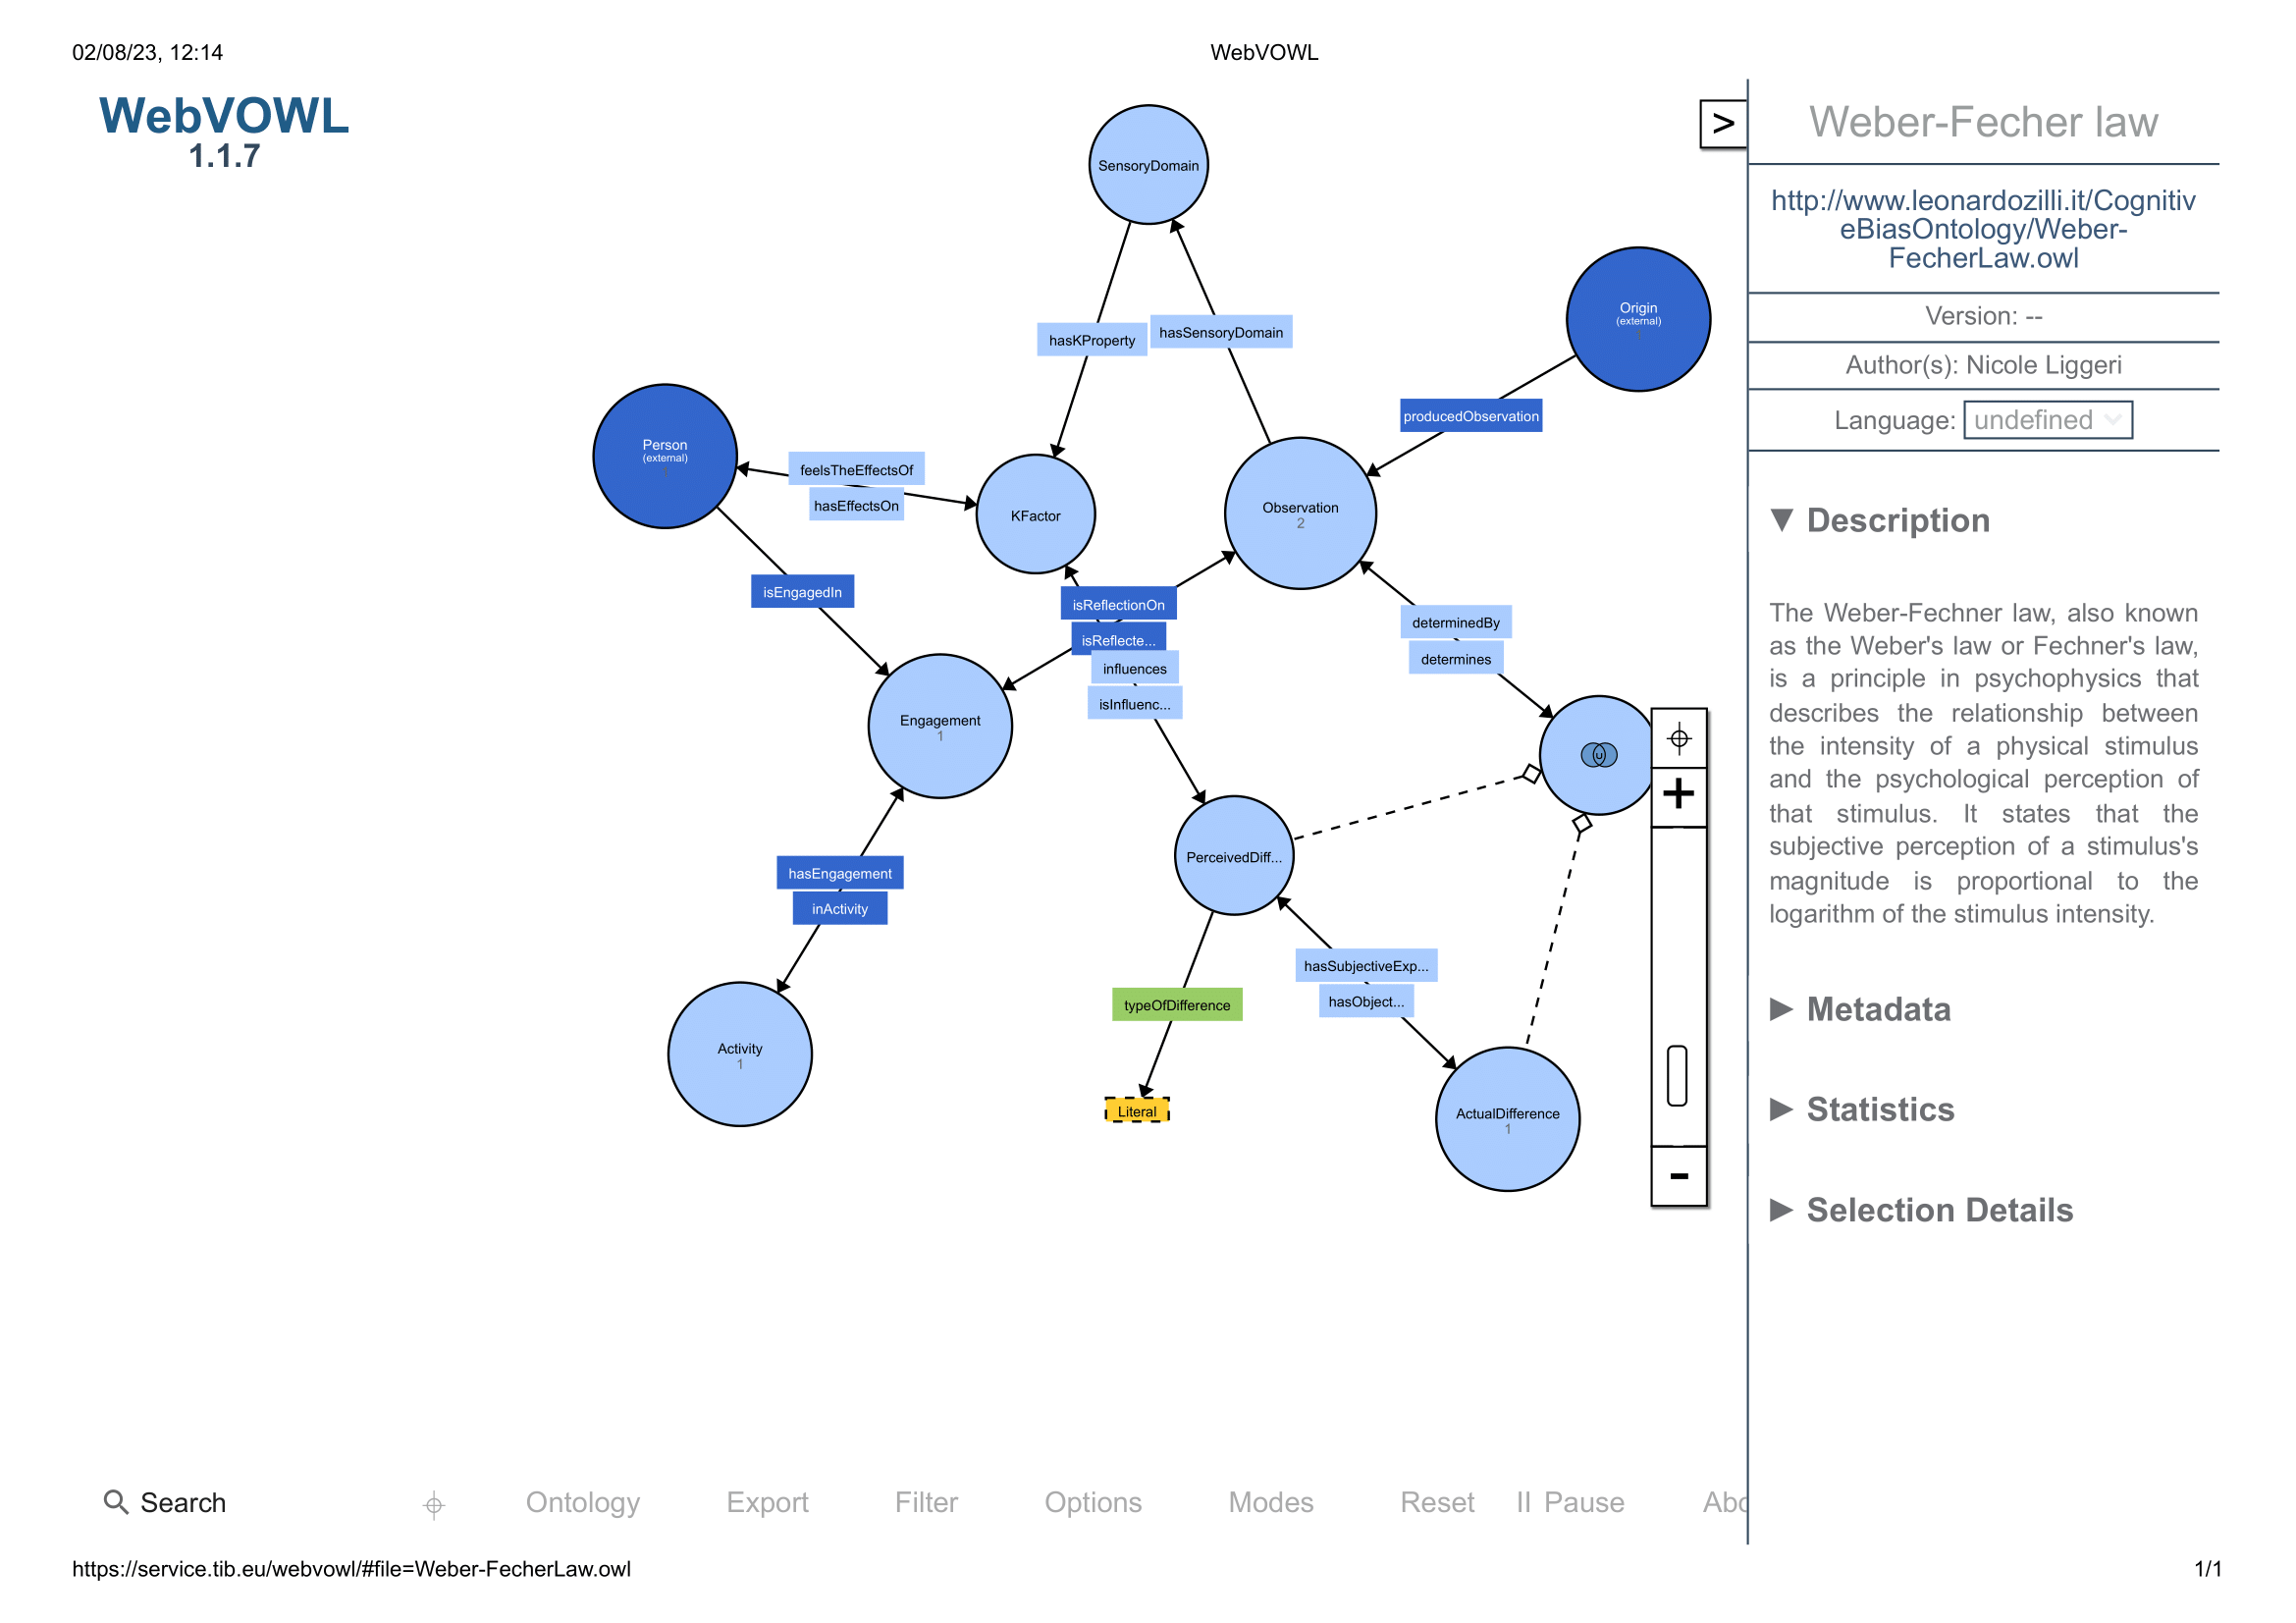 02/08/23, 12:14
WebVOWL
WebVOWL
1.1.7
SensoryDomain
>
Origin
(external)
hasKProperty
hasSensoryDomain
producedObservation
Person
(external)
feelsTheEffectsOf
hasEffectsOn
KFactor
Observation
2
isEngagedIn
isReflectionOn
isReflecte...
influences
isInfluenc...
determinedBy
determines
Engagement
1
+
PerceivedDiff...
hasEngagement
inActivity
hasSubjectiveExp...
hasObject...
typeOfDifference
Activity
1
Literal
ActualDifference
1
-
Weber-Fecher law
http://www.leonardozilli.it/Cognitiv
eBiasOntology/Weber-
FecherLaw.owl
Version: --
Author(s): Nicole Liggeri
Language: undefined
▼ Description
The Weber-Fechner law, also known
as the Weber's law or Fechner's law,
is a principle in psychophysics that
describes the relationship between
the intensity of a physical stimulus
and the psychological perception of
that stimulus. It states that the
subjective perception of a stimulus's
magnitude is proportional to the
logarithm of the stimulus intensity.
► Metadata
► Statistics
► Selection Details
Search
Ontology
Export
Filter
Options
Modes
Reset
II Pause
Abo
https://service.tib.eu/webvowl/#file=Weber-FecherLaw.owl
1/1